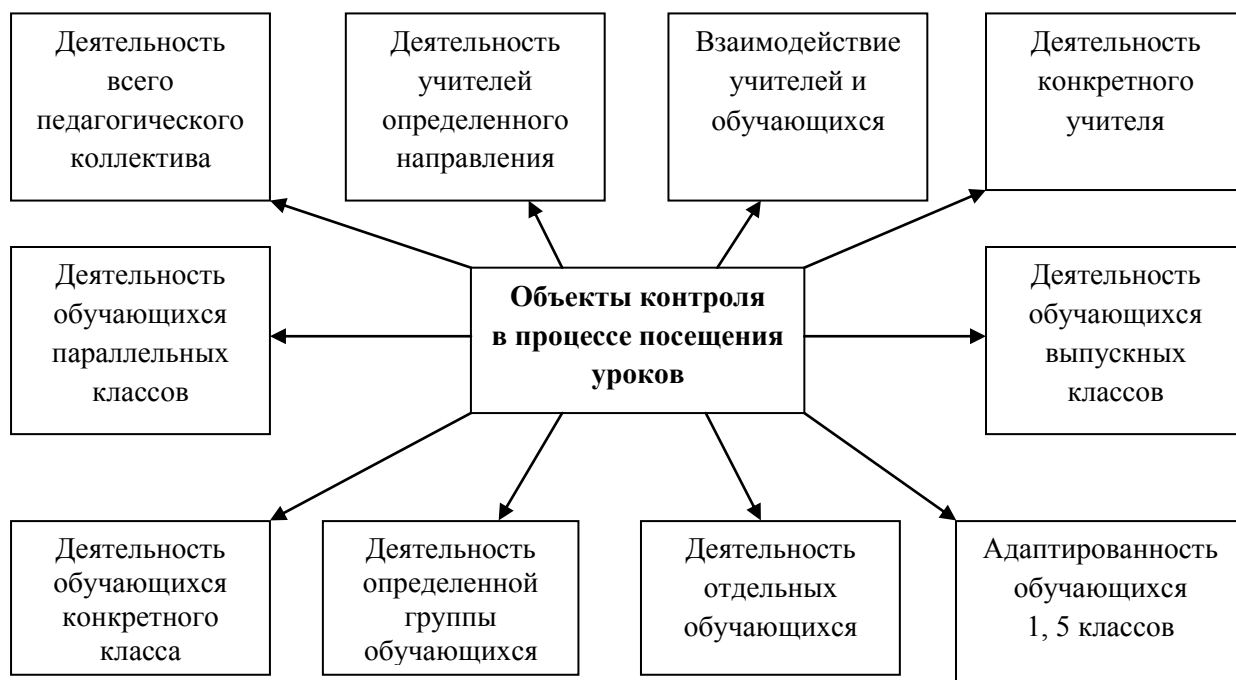 Деятельность
всего
педагогического
коллектива
Деятельность
учителей
определенного
направления
Взаимодействие
учителей и
обучающихся
Деятельность
конкретного
учителя
Деятельность
обучающихся
параллельных
классов
Объекты контроля
в процессе посещения
уроков
Деятельность
обучающихся
выпускных
классов
Деятельность
обучающихся
конкретного
класса
Деятельность
определенной
группы
обучающихся
Деятельность
отдельных
обучающихся
Адаптированность
обучающихся
1, 5 классов